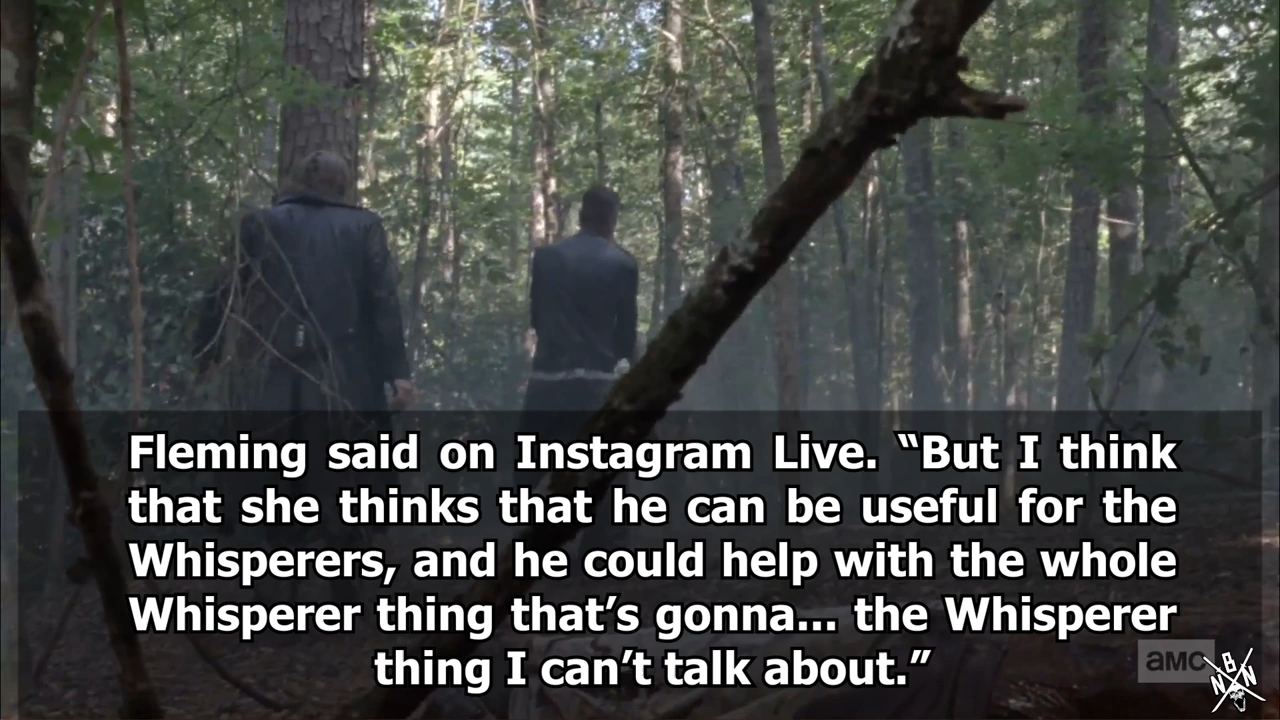 Fleming said on Instagram Live. “But I think
that she thinks that he can be useful for the
Whisperers, and he could help with the whole
Whisperer thing that’s gonna... the Whisperer
thing I can’t talk about.”
amc
B
N N